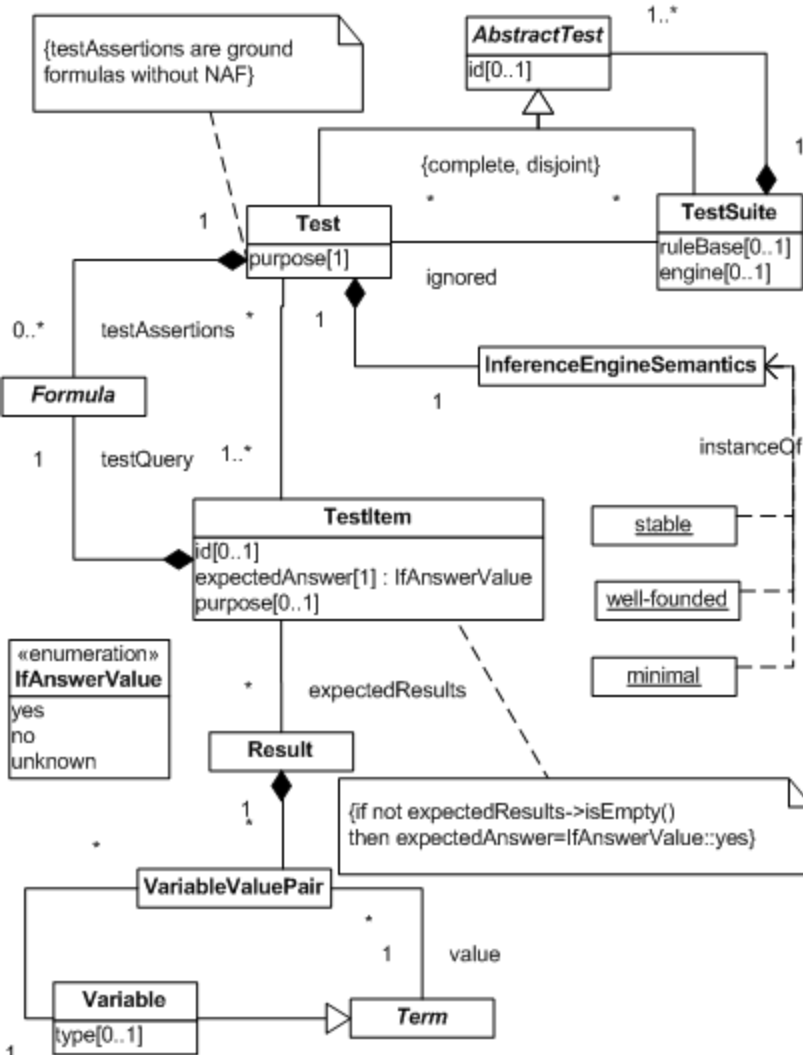 1..*
AbstractTest
id[0..1]
{testAssertions are ground
formulas without NAF}
1
{complete, disjoint}
*
*
1
Test
purpose[1]
TestSuite
ruleBase[0..1]
engine[0..1]
ignored
0..*
testAssertions
*
1
InferenceEngineSemantics
Formula
1
1
testQuery
1..*
instanceOf
TestItem
id[0..1]
expectedAnswer[1] : IfAnswerValue
purpose[0..1]
stable
well-founded
minimal
«enumeration»
IfAnswerValue
yes
no
unknown
*
expectedResults
Result
1
*
{if not expectedResults->isEmpty()
then expectedAnswer=IfAnswerValue::yes}
*
VariableValuePair
*
1
value
Variable
type[0..1]
Term
1